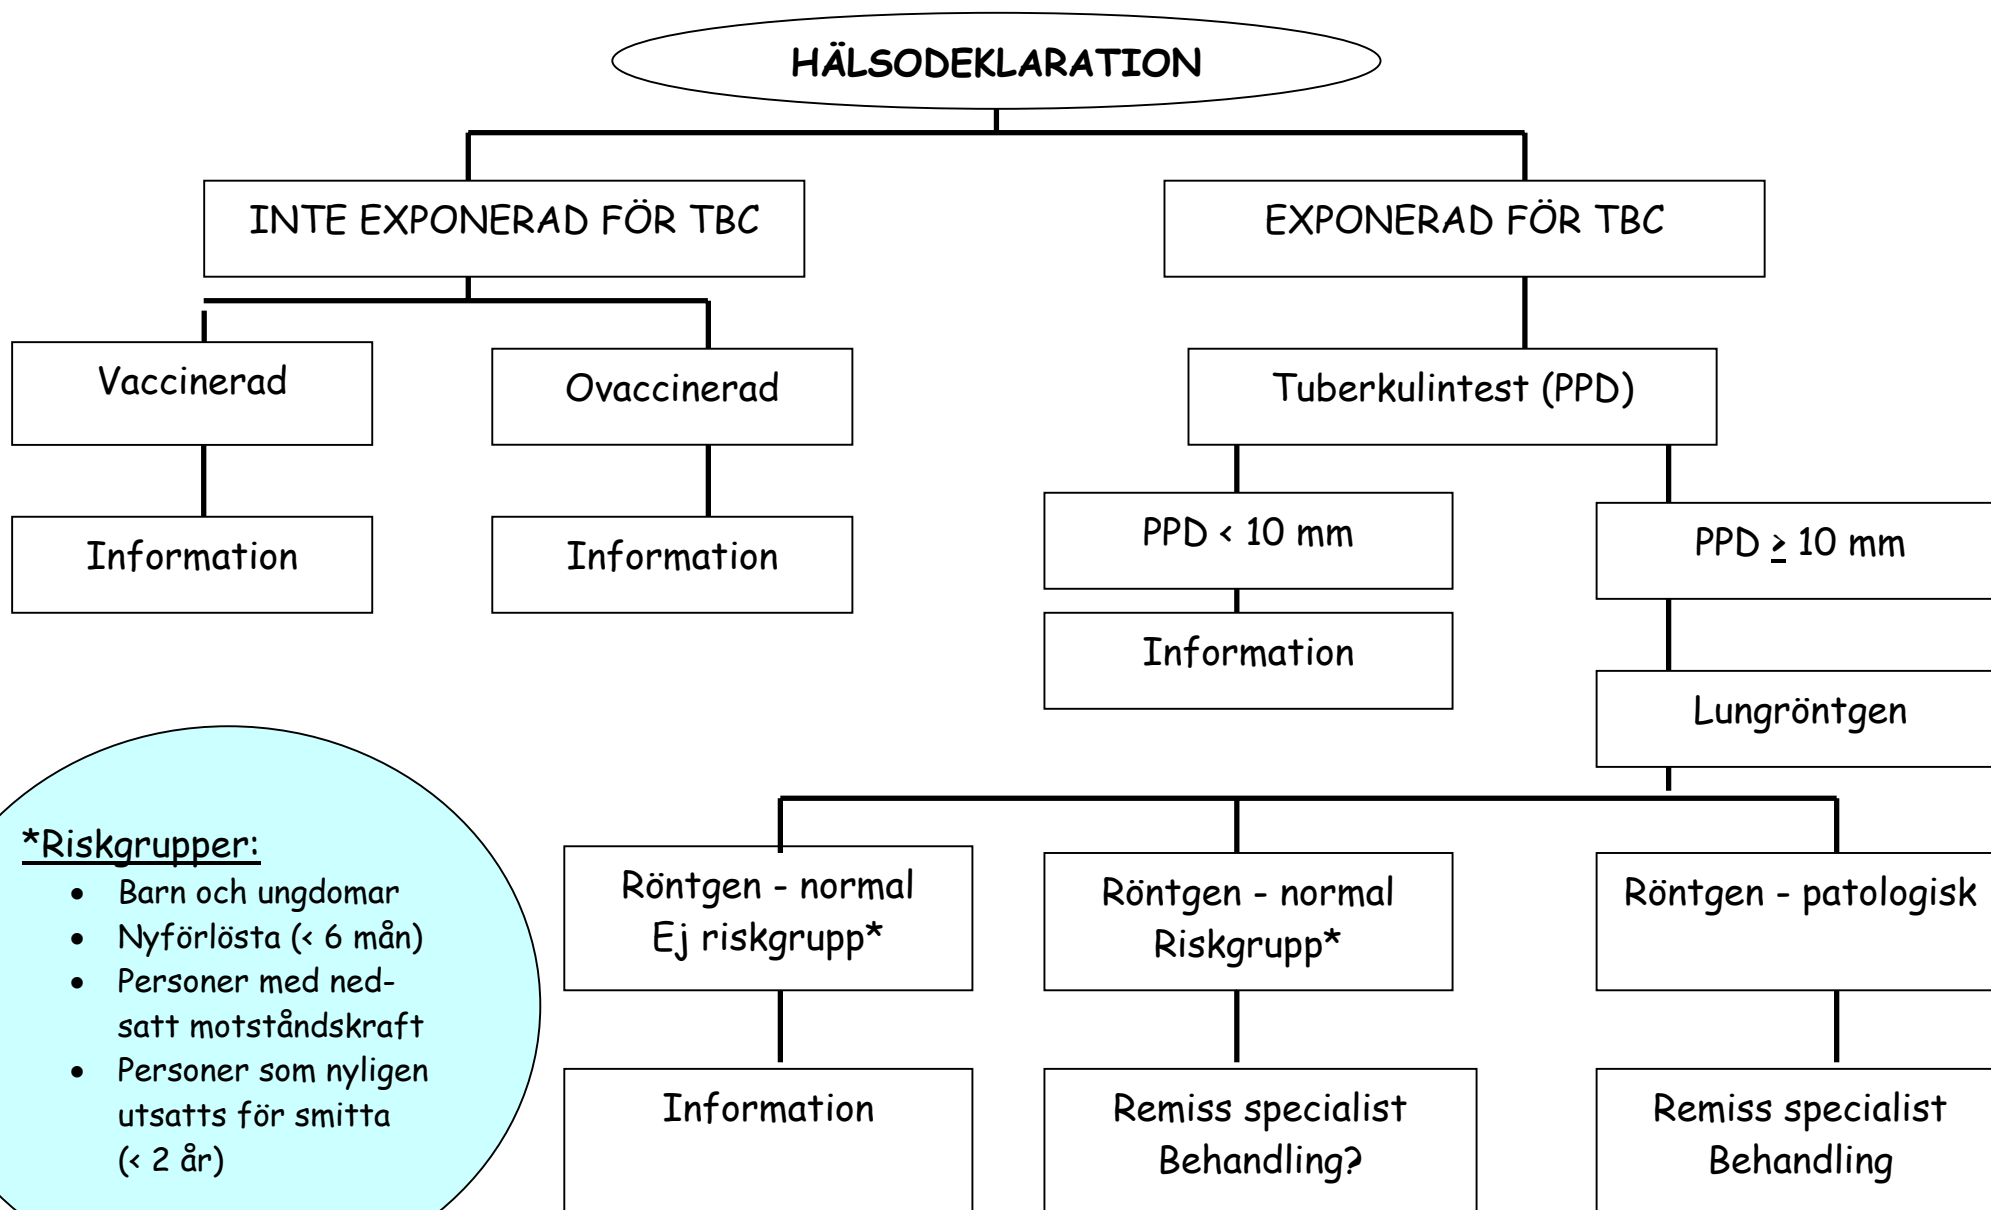 HÄLSODEKLARATION
INTE EXPONERAD FÖR TBC
EXPONERAD FÖR TBC
Vaccinerad
Ovaccinerad
Tuberkulintest (PPD)
Information
Information
PPD < 10 mm
PPD ≥ 10 mm
Information
Lungröntgen
*Riskgrupper:
• Barn och ungdomar
• Nyförlösta (< 6 mån)
• Personer med ned-
satt motståndskraft
• Personer som nyligen
utsatts för smitta
(< 2 år)
Röntgen - normal
Ej riskgrupp*
Röntgen - normal
Riskgrupp*
Röntgen - patologisk
Information
Remiss specialist
Behandling?
Remiss specialist
Behandling